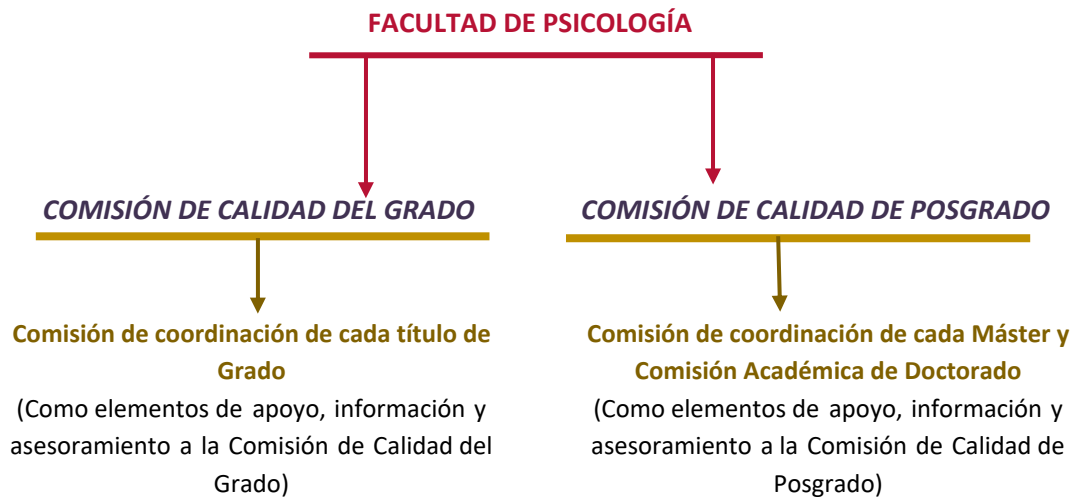 FACULTAD DE PSICOLOGÍA
COMISIÓN DE CALIDAD DEL GRADO
COMISIÓN DE CALIDAD DE POSGRADO
Comisión de coordinación de cada título de
Grado
(Como elementos de apoyo, información y
asesoramiento a la Comisión de Calidad del
Grado)
Comisión de coordinación de cada Máster y
Comisión Académica de Doctorado
(Como elementos de apoyo, información y
asesoramiento a la Comisión de Calidad de
Posgrado)